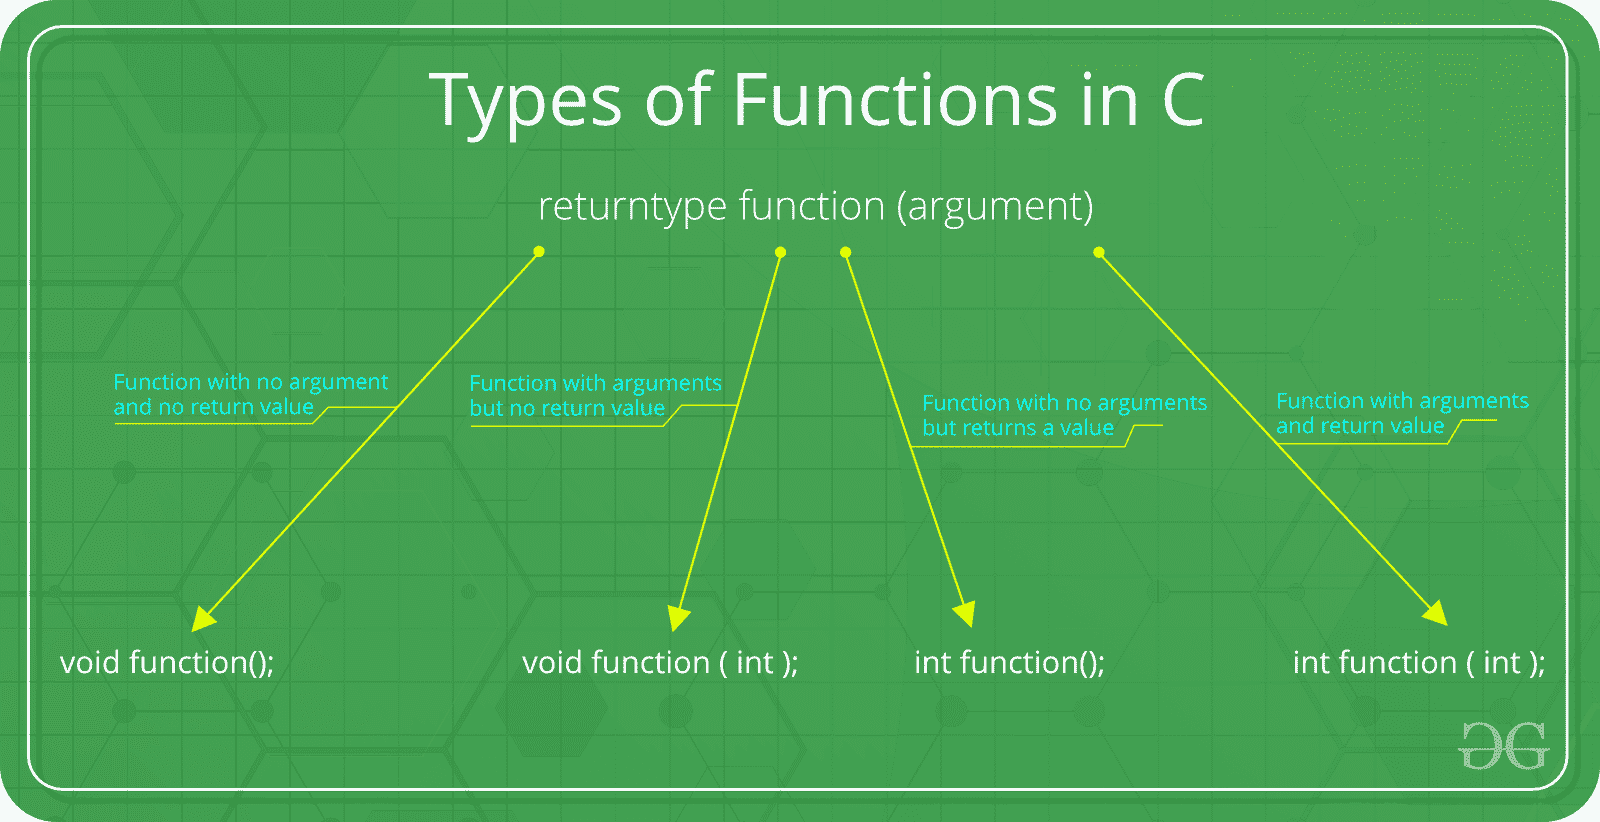 Types of Functions in C
returntype function (argument)
Function with no argument
and no return value
Function with arguments
but no return value
Function with no arguments
but returns a value
Function with arguments
and return value
void function();
void function ( int );
int function();
int function ( int );
GG